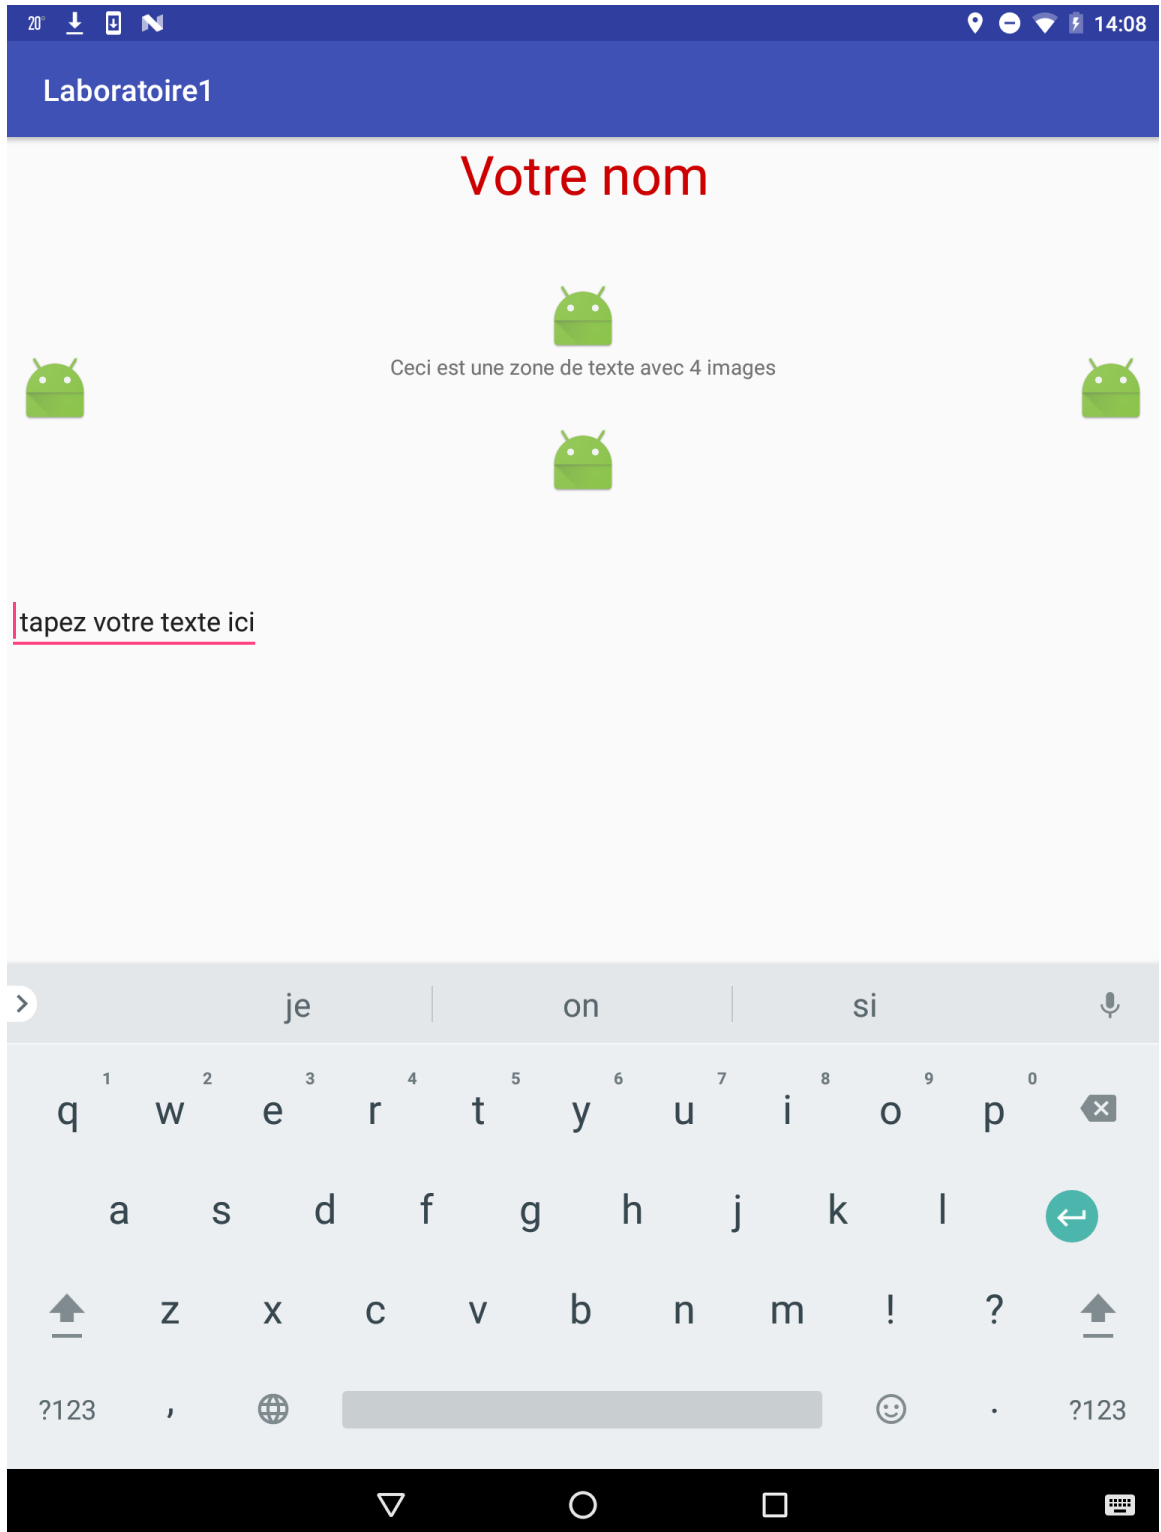 20° 14:08
Laboratoire1
Votre nom
Ceci est une zone de texte avec 4 images
tapez votre texte ici
je on si
1 2 3 4 5 6 7 8 9 0
q w e r t y u i o p
a s d f g h j k l
z x c v b n m ! ?
?123 , . ?123